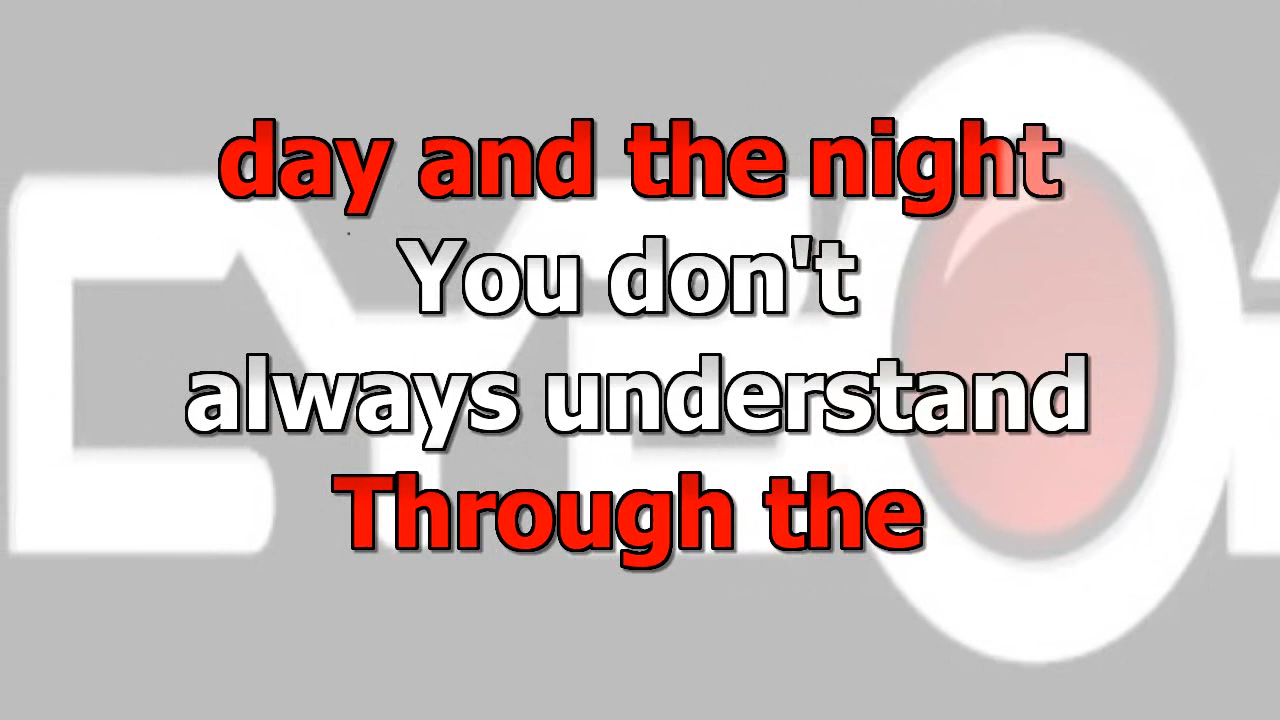 day and the night
You don't
always understand
Through the